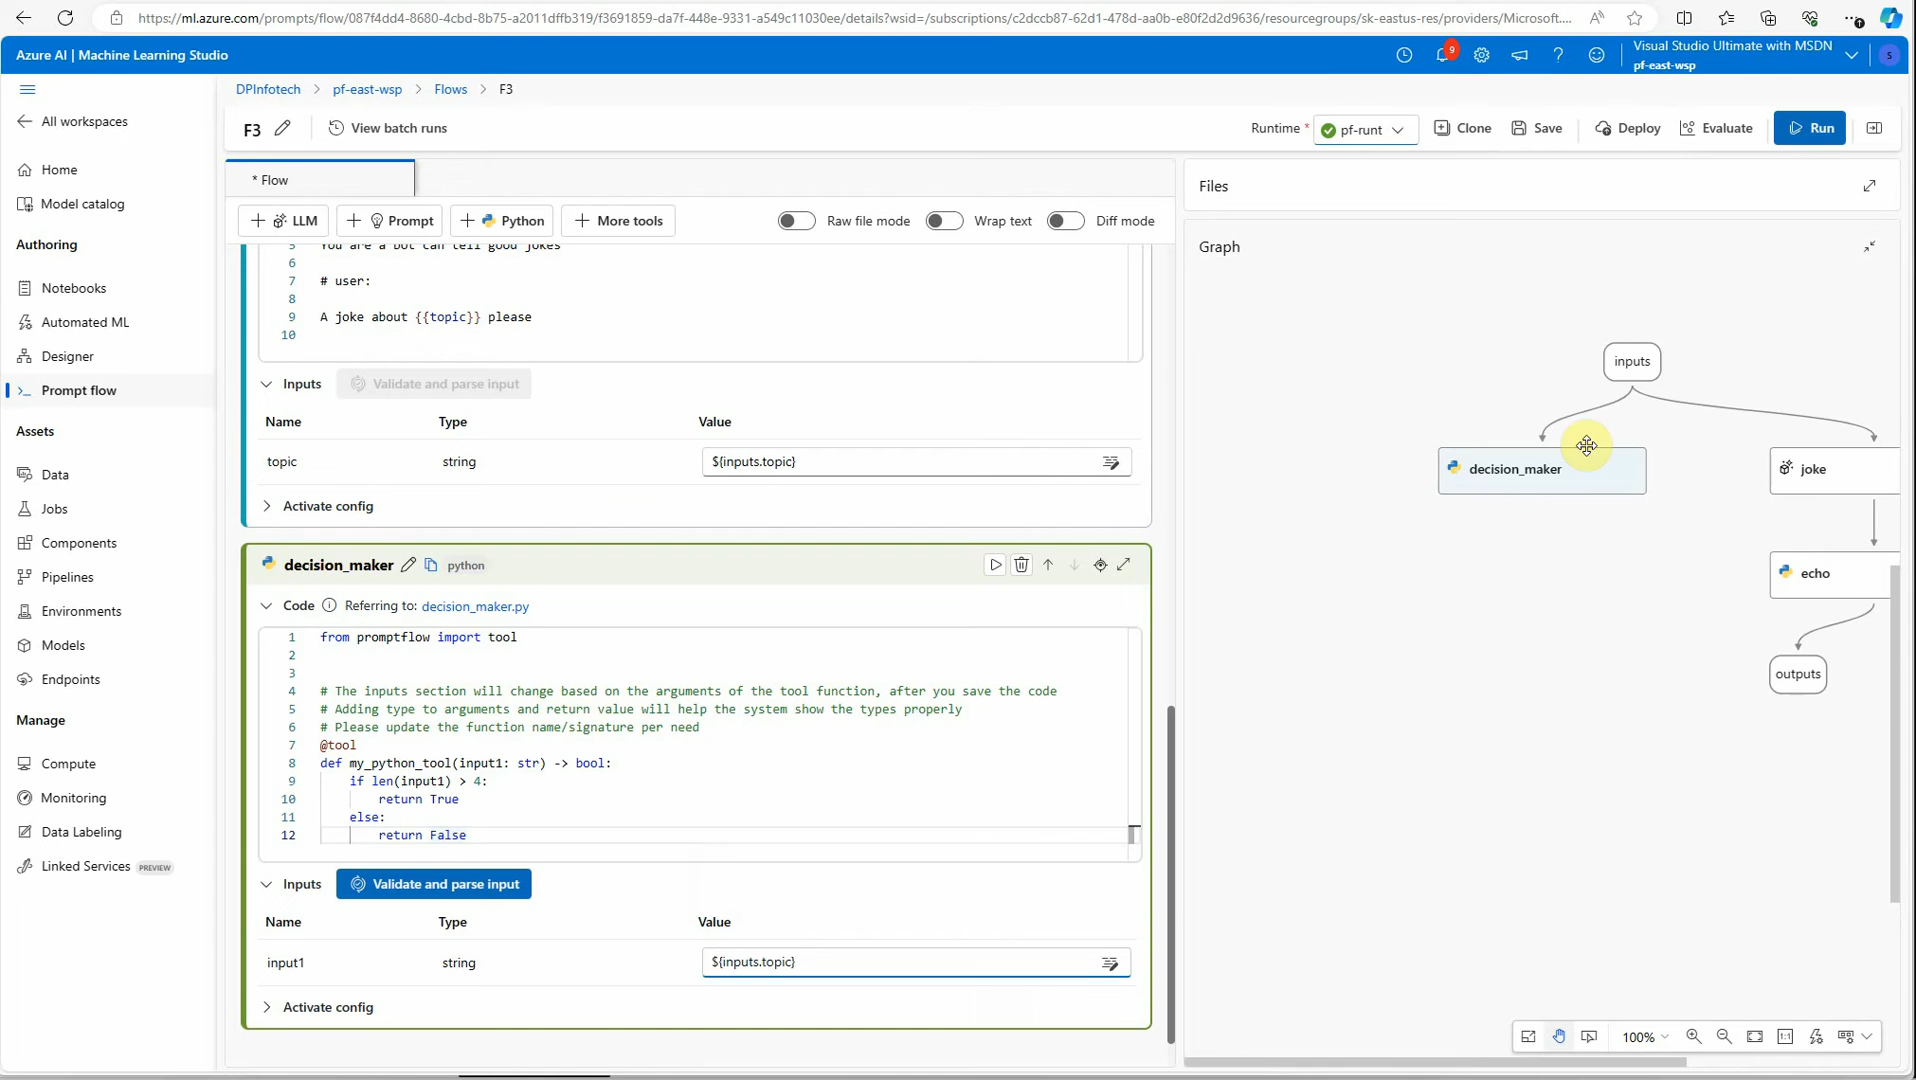 https://ml.azure.com/prompts/flow/087f4dd4-8680-4cbd-8b75-a2011dffb319/f3691859-da7f-448e-9331-a549c11030ee/details?wsid=/subscriptions/c2dccb87-62d1-478d-aa0b-e80f2d2d9636/resourcegroups/sk-eastus-res/providers/Microsoft....
Azure AI | Machine Learning Studio
9
Visual Studio Ultimate with MSDN
pf-east-wsp
S
All workspaces
Home
Model catalog
Authoring
Notebooks
Automated ML
Designer
Prompt flow
Assets
Data
Jobs
Components
Pipelines
Environments
Models
Endpoints
Manage
Compute
Monitoring
Data Labeling
Linked Services PREVIEW
DPInfotech > pf-east-wsp > Flows > F3
F3
View batch runs
Runtime * pf-runt
Clone
Save
Deploy
Evaluate
Run
* Flow
LLM
Prompt
Python
More tools
Raw file mode
Wrap text
Diff mode
5 You are a bot can tell good jokes
6
7 # user:
8
9 A joke about {{topic}} please
10
Inputs Validate and parse input
Name Type Value
topic string ${inputs.topic}
Activate config
decision_maker python
Code Referring to: decision_maker.py
1 from promptflow import tool
2
3
4 # The inputs section will change based on the arguments of the tool function, after you save the code
5 # Adding type to arguments and return value will help the system show the types properly
6 # Please update the function name/signature per need
7 @tool
8 def my_python_tool(input1: str) -> bool:
9 if len(input1) > 4:
10 return True
11 else:
12 return False
Inputs Validate and parse input
Name Type Value
input1 string ${inputs.topic}
Activate config
Files
Graph
inputs
decision_maker
joke
echo
outputs
100%
1:1